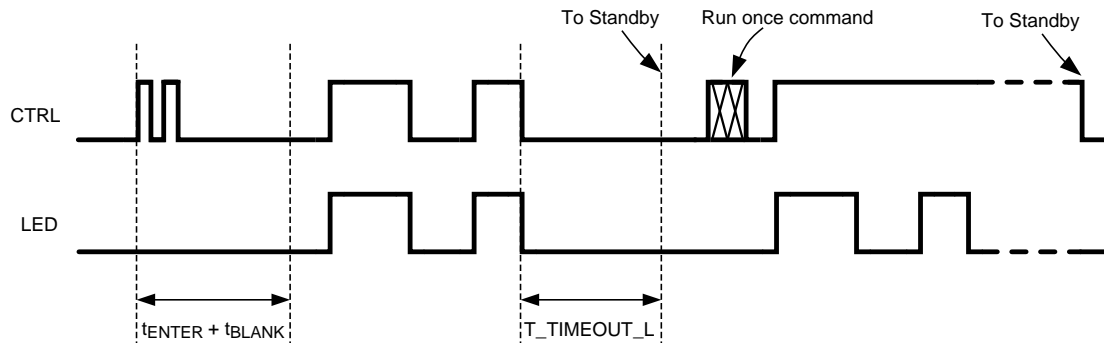 To Standby
Run once command
To Standby
CTRL
LED
tENTER + tBLANK
T_TIMEOUT_L